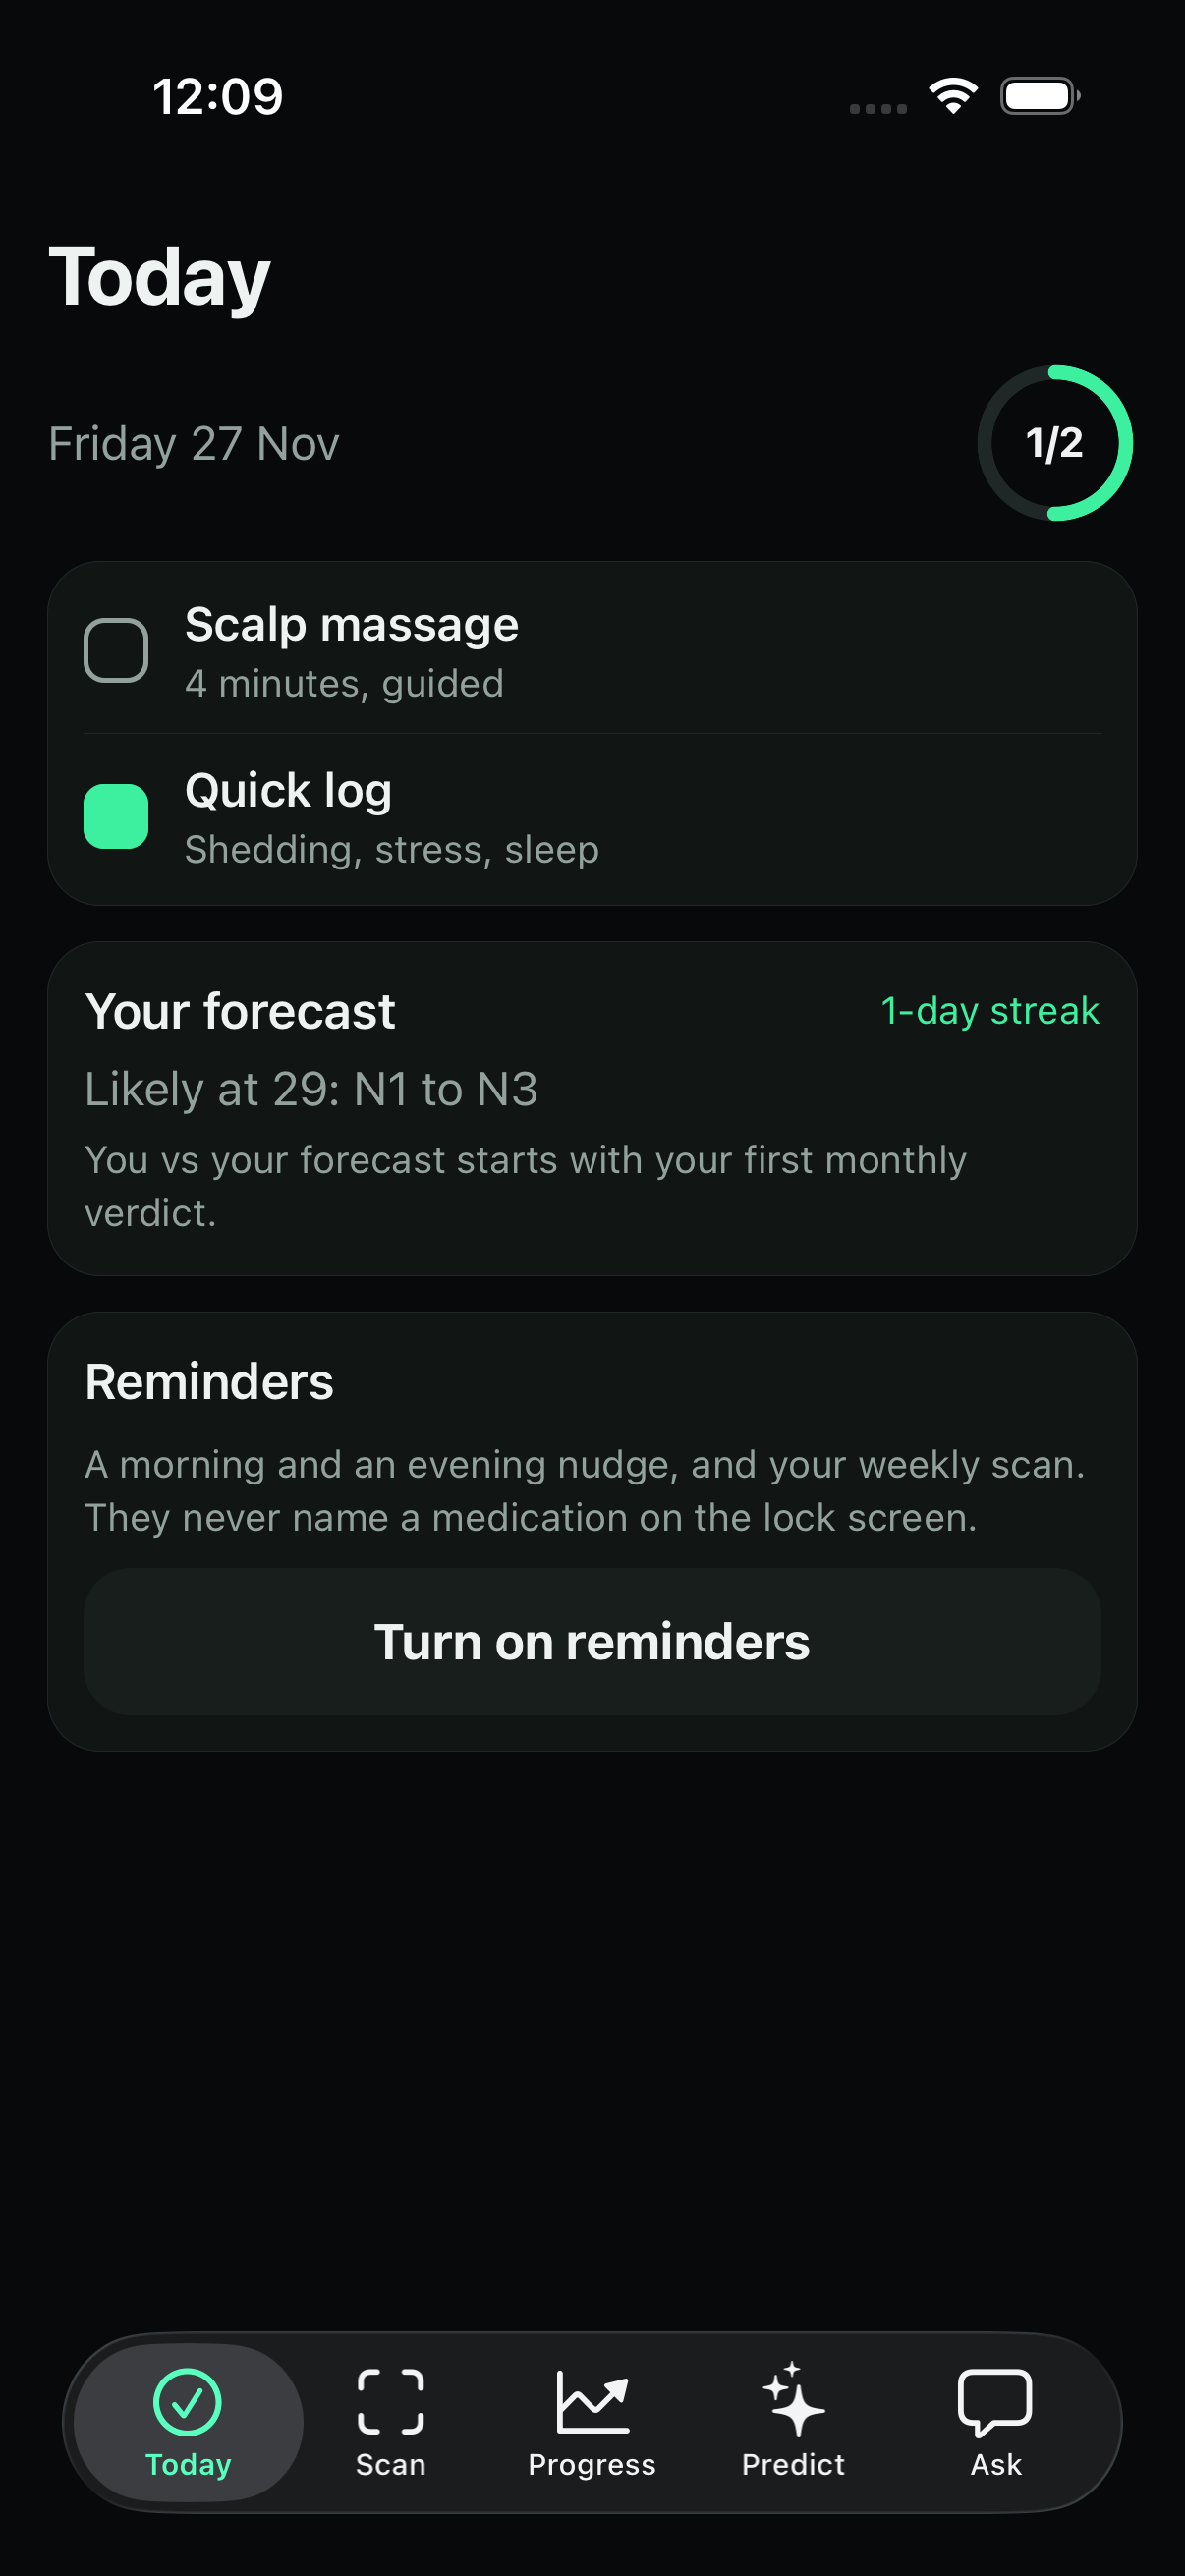 12:09
Today
Friday 27 Nov
1/2
Scalp massage
4 minutes, guided
Quick log
Shedding, stress, sleep
Your forecast
1-day streak
Likely at 29: N1 to N3
You vs your forecast starts with your first monthly
verdict.
Reminders
A morning and an evening nudge, and your weekly scan.
They never name a medication on the lock screen.
Turn on reminders
Today
Scan
Progress
Predict
Ask